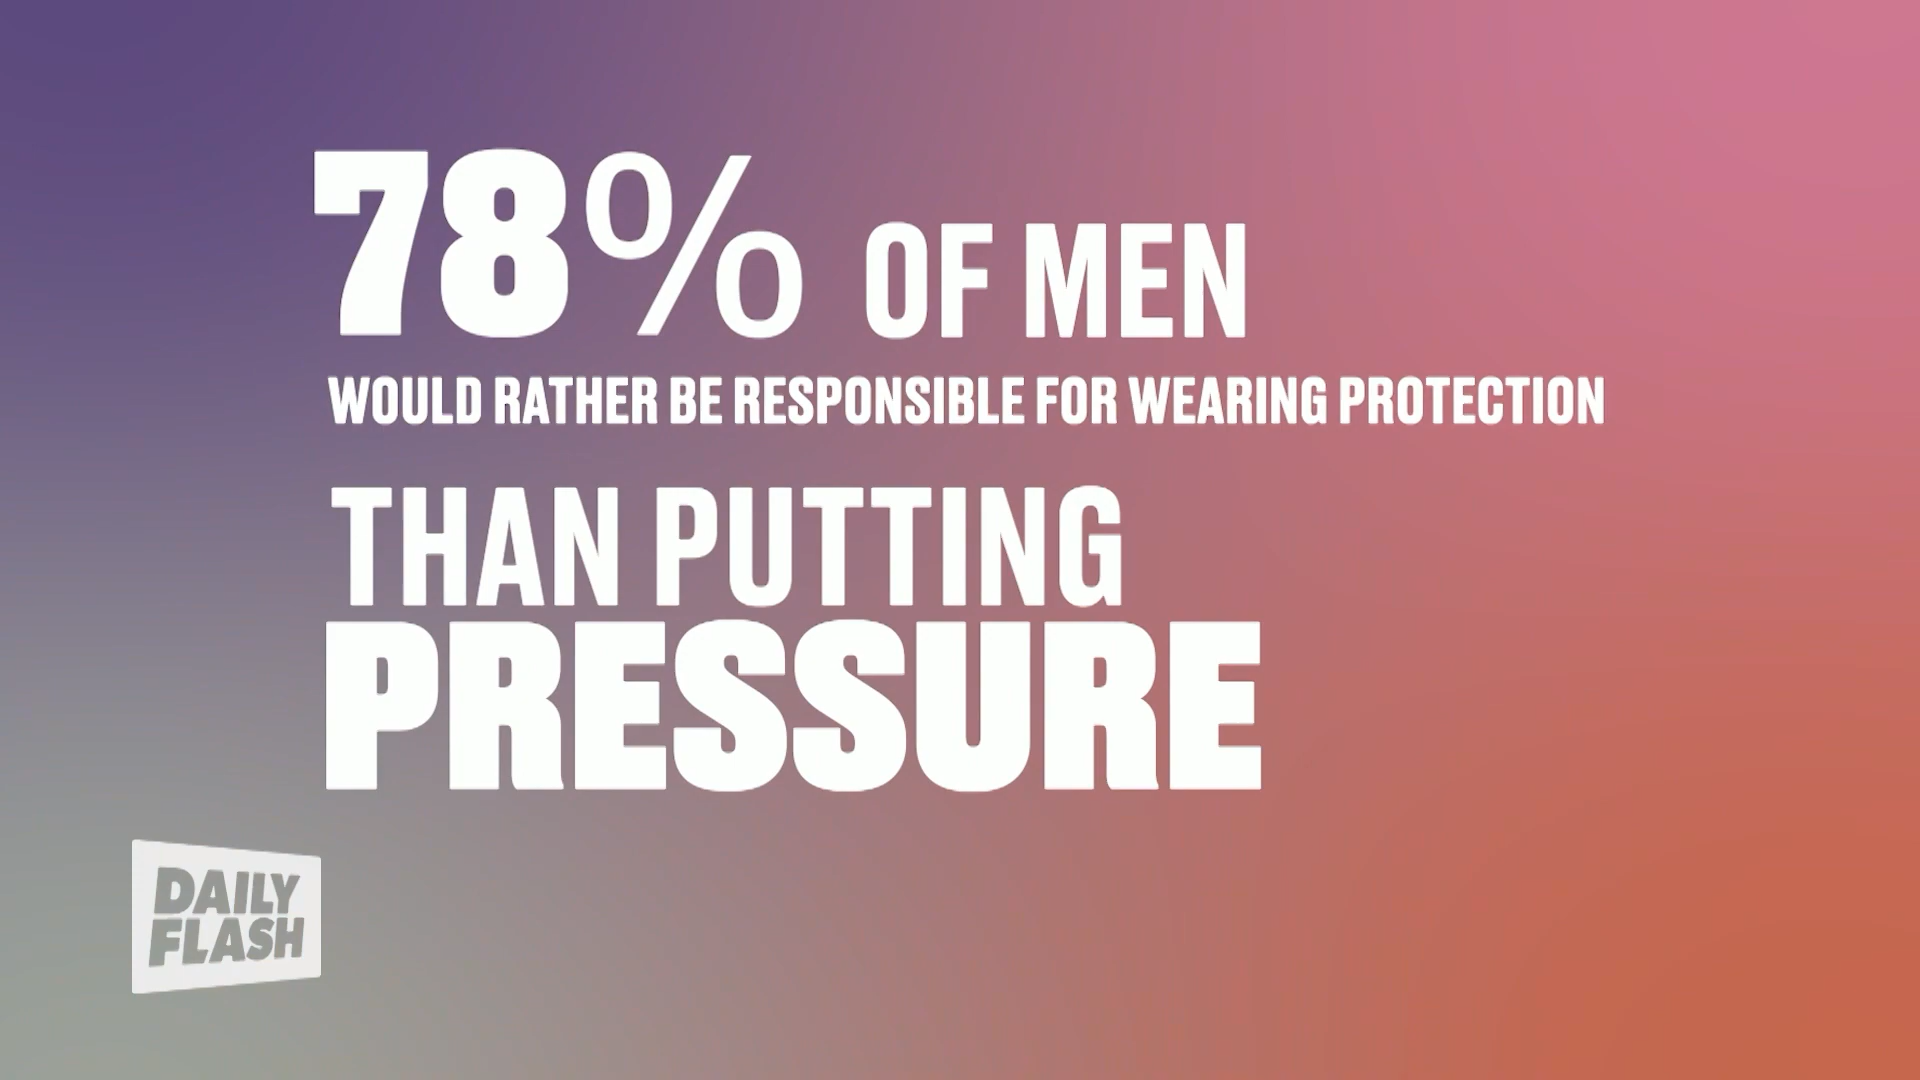 78% OF MEN
WOULD RATHER BE RESPONSIBLE FOR WEARING PROTECTION
THAN PUTTING
PRESSURE
DAILY
FLASH